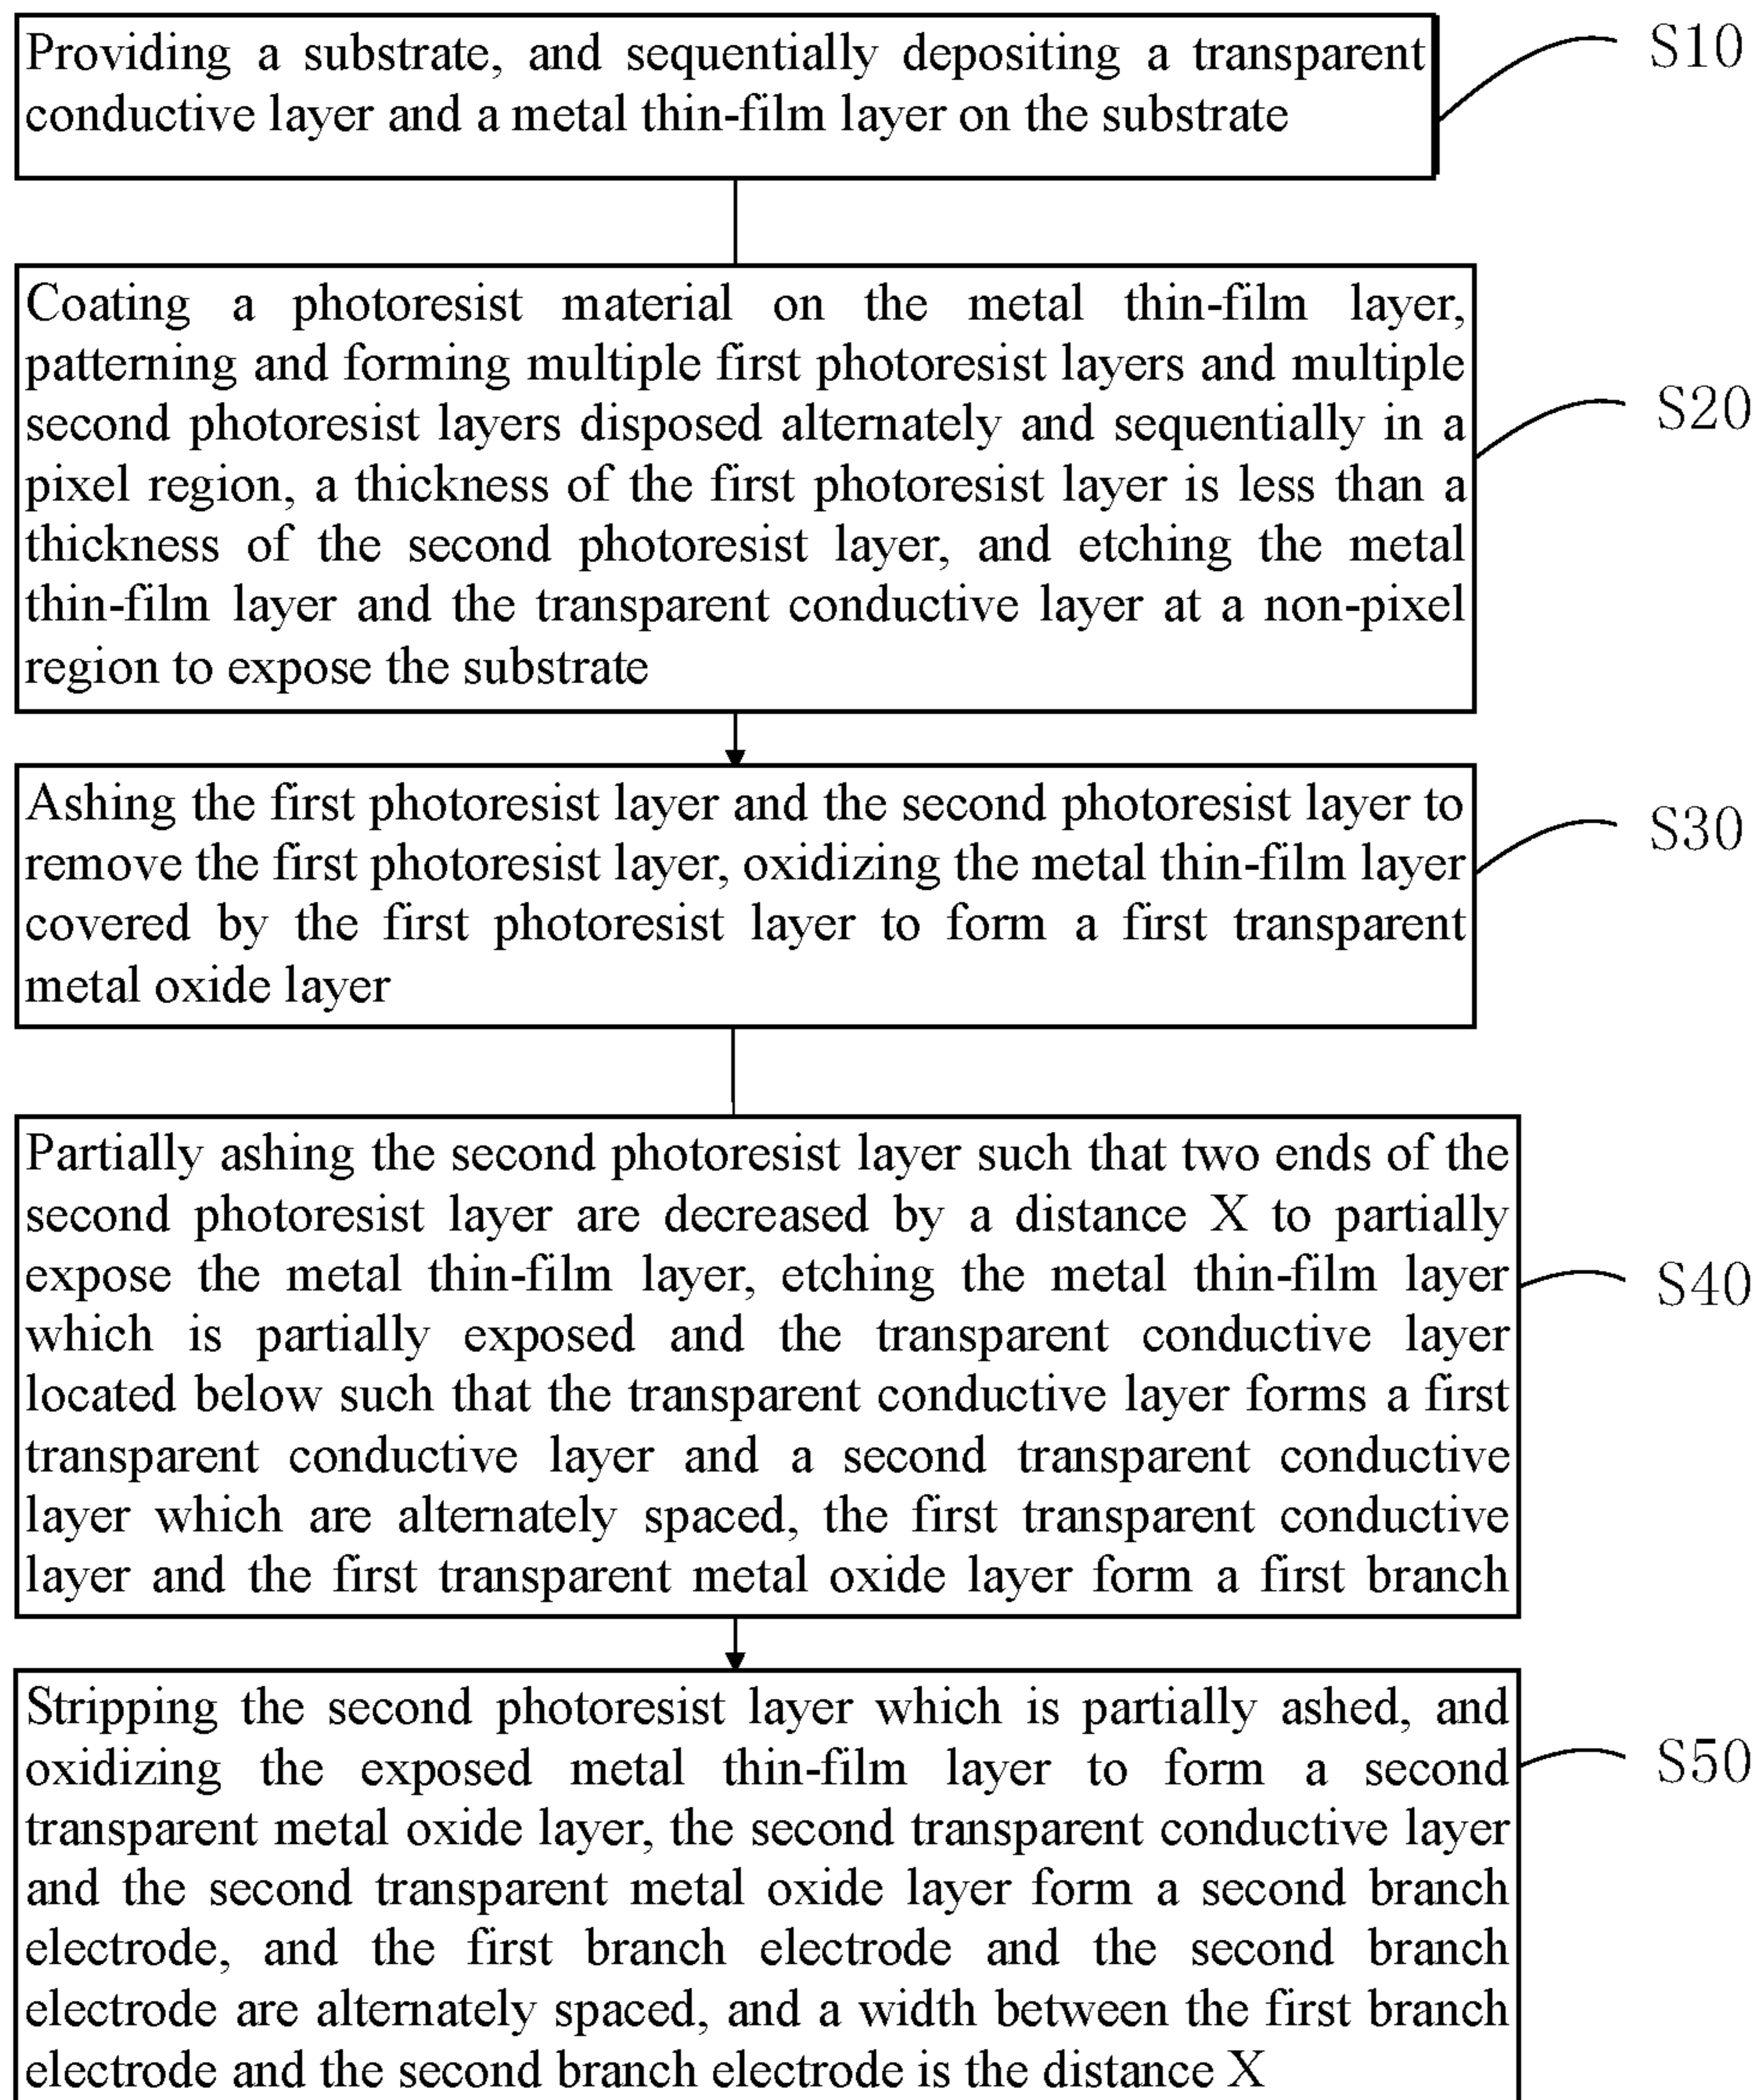 Providing a substrate, and sequentially depositing a transparent
conductive layer and a metal thin-film layer on the substrate
S10
Coating a photoresist material on the metal thin-film layer,
patterning and forming multiple first photoresist layers and multiple
second photoresist layers disposed alternately and sequentially in a
pixel region, a thickness of the first photoresist layer is less than a
thickness of the second photoresist layer, and etching the metal
thin-film layer and the transparent conductive layer at a non-pixel
region to expose the substrate
S20
Ashing the first photoresist layer and the second photoresist layer to
remove the first photoresist layer, oxidizing the metal thin-film layer
covered by the first photoresist layer to form a first transparent
metal oxide layer
S30
Partially ashing the second photoresist layer such that two ends of the
second photoresist layer are decreased by a distance X to partially
expose the metal thin-film layer, etching the metal thin-film layer
which is partially exposed and the transparent conductive layer
located below such that the transparent conductive layer forms a first
transparent conductive layer and a second transparent conductive
layer which are alternately spaced, the first transparent conductive
layer and the first transparent metal oxide layer form a first branch
S40
Stripping the second photoresist layer which is partially ashed, and
oxidizing the exposed metal thin-film layer to form a second
transparent metal oxide layer, the second transparent conductive layer
and the second transparent metal oxide layer form a second branch
electrode, and the first branch electrode and the second branch
electrode are alternately spaced, and a width between the first branch
electrode and the second branch electrode is the distance X
S50